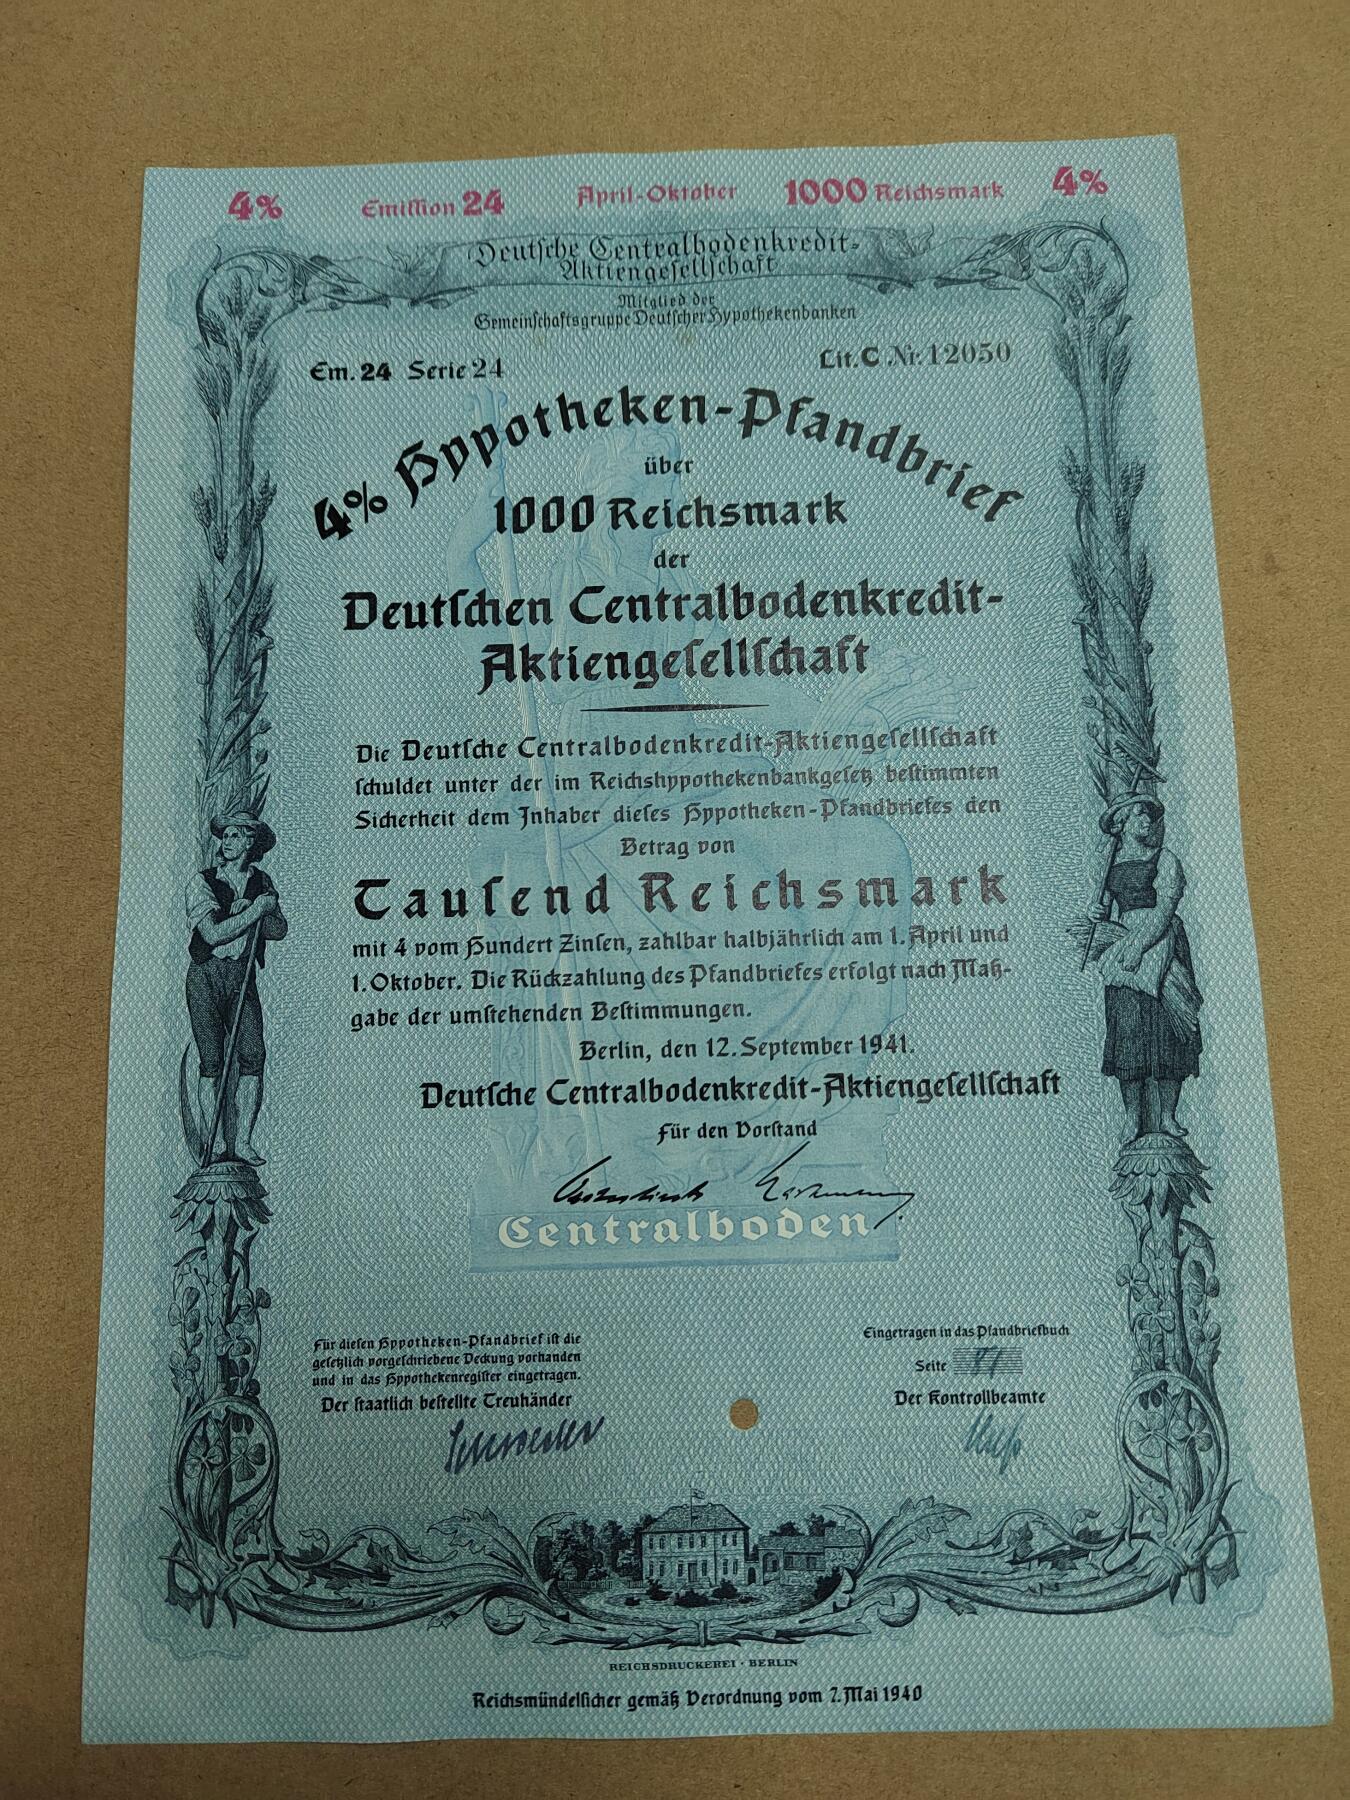 4% Emission 24 April-Oktober 1000 Reichsmark 4%
Deutsche Centralbodenkredit-
Aktiengesellschaft
Mitglied der
Gemeinschaftsgruppe Deutscher Hypothekenbanken
Em. 24 Serie 24 Lit. C Nr. 12050
4% Hypotheken-Pfandbrief
über
1000 Reichsmark
der
Deutschen Centralbodenkredit-
Aktiengesellschaft
Die Deutsche Centralbodenkredit-Aktiengesellschaft
schuldet unter der im Reichshypothekenbankgesetz bestimmten
Sicherheit dem Inhaber dieses Hypotheken-Pfandbriefes den
Betrag von
Tausend Reichsmark
mit 4 vom Hundert Zinsen, zahlbar halbjährlich am 1. April und
1. Oktober. Die Rückzahlung des Pfandbriefes erfolgt nach Maß-
gabe der umstehenden Bestimmungen.
Berlin, den 12. September 1941.
Deutsche Centralbodenkredit-Aktiengesellschaft
Für den Vorstand
Centralboden
Für diesen Hypotheken-Pfandbrief ist die
gesetzlich vorgeschriebene Deckung vorhanden
und in das Hypothekenregister eingetragen.
Der staatlich bestellte Treuhänder
Eingetragen in das Pfandbriefbuch
Seite 87
Der Kontrollbeamte
REICHSDRUCKEREI · BERLIN
Reichsmündelsicher gemäß Verordnung vom 7. Mai 1940